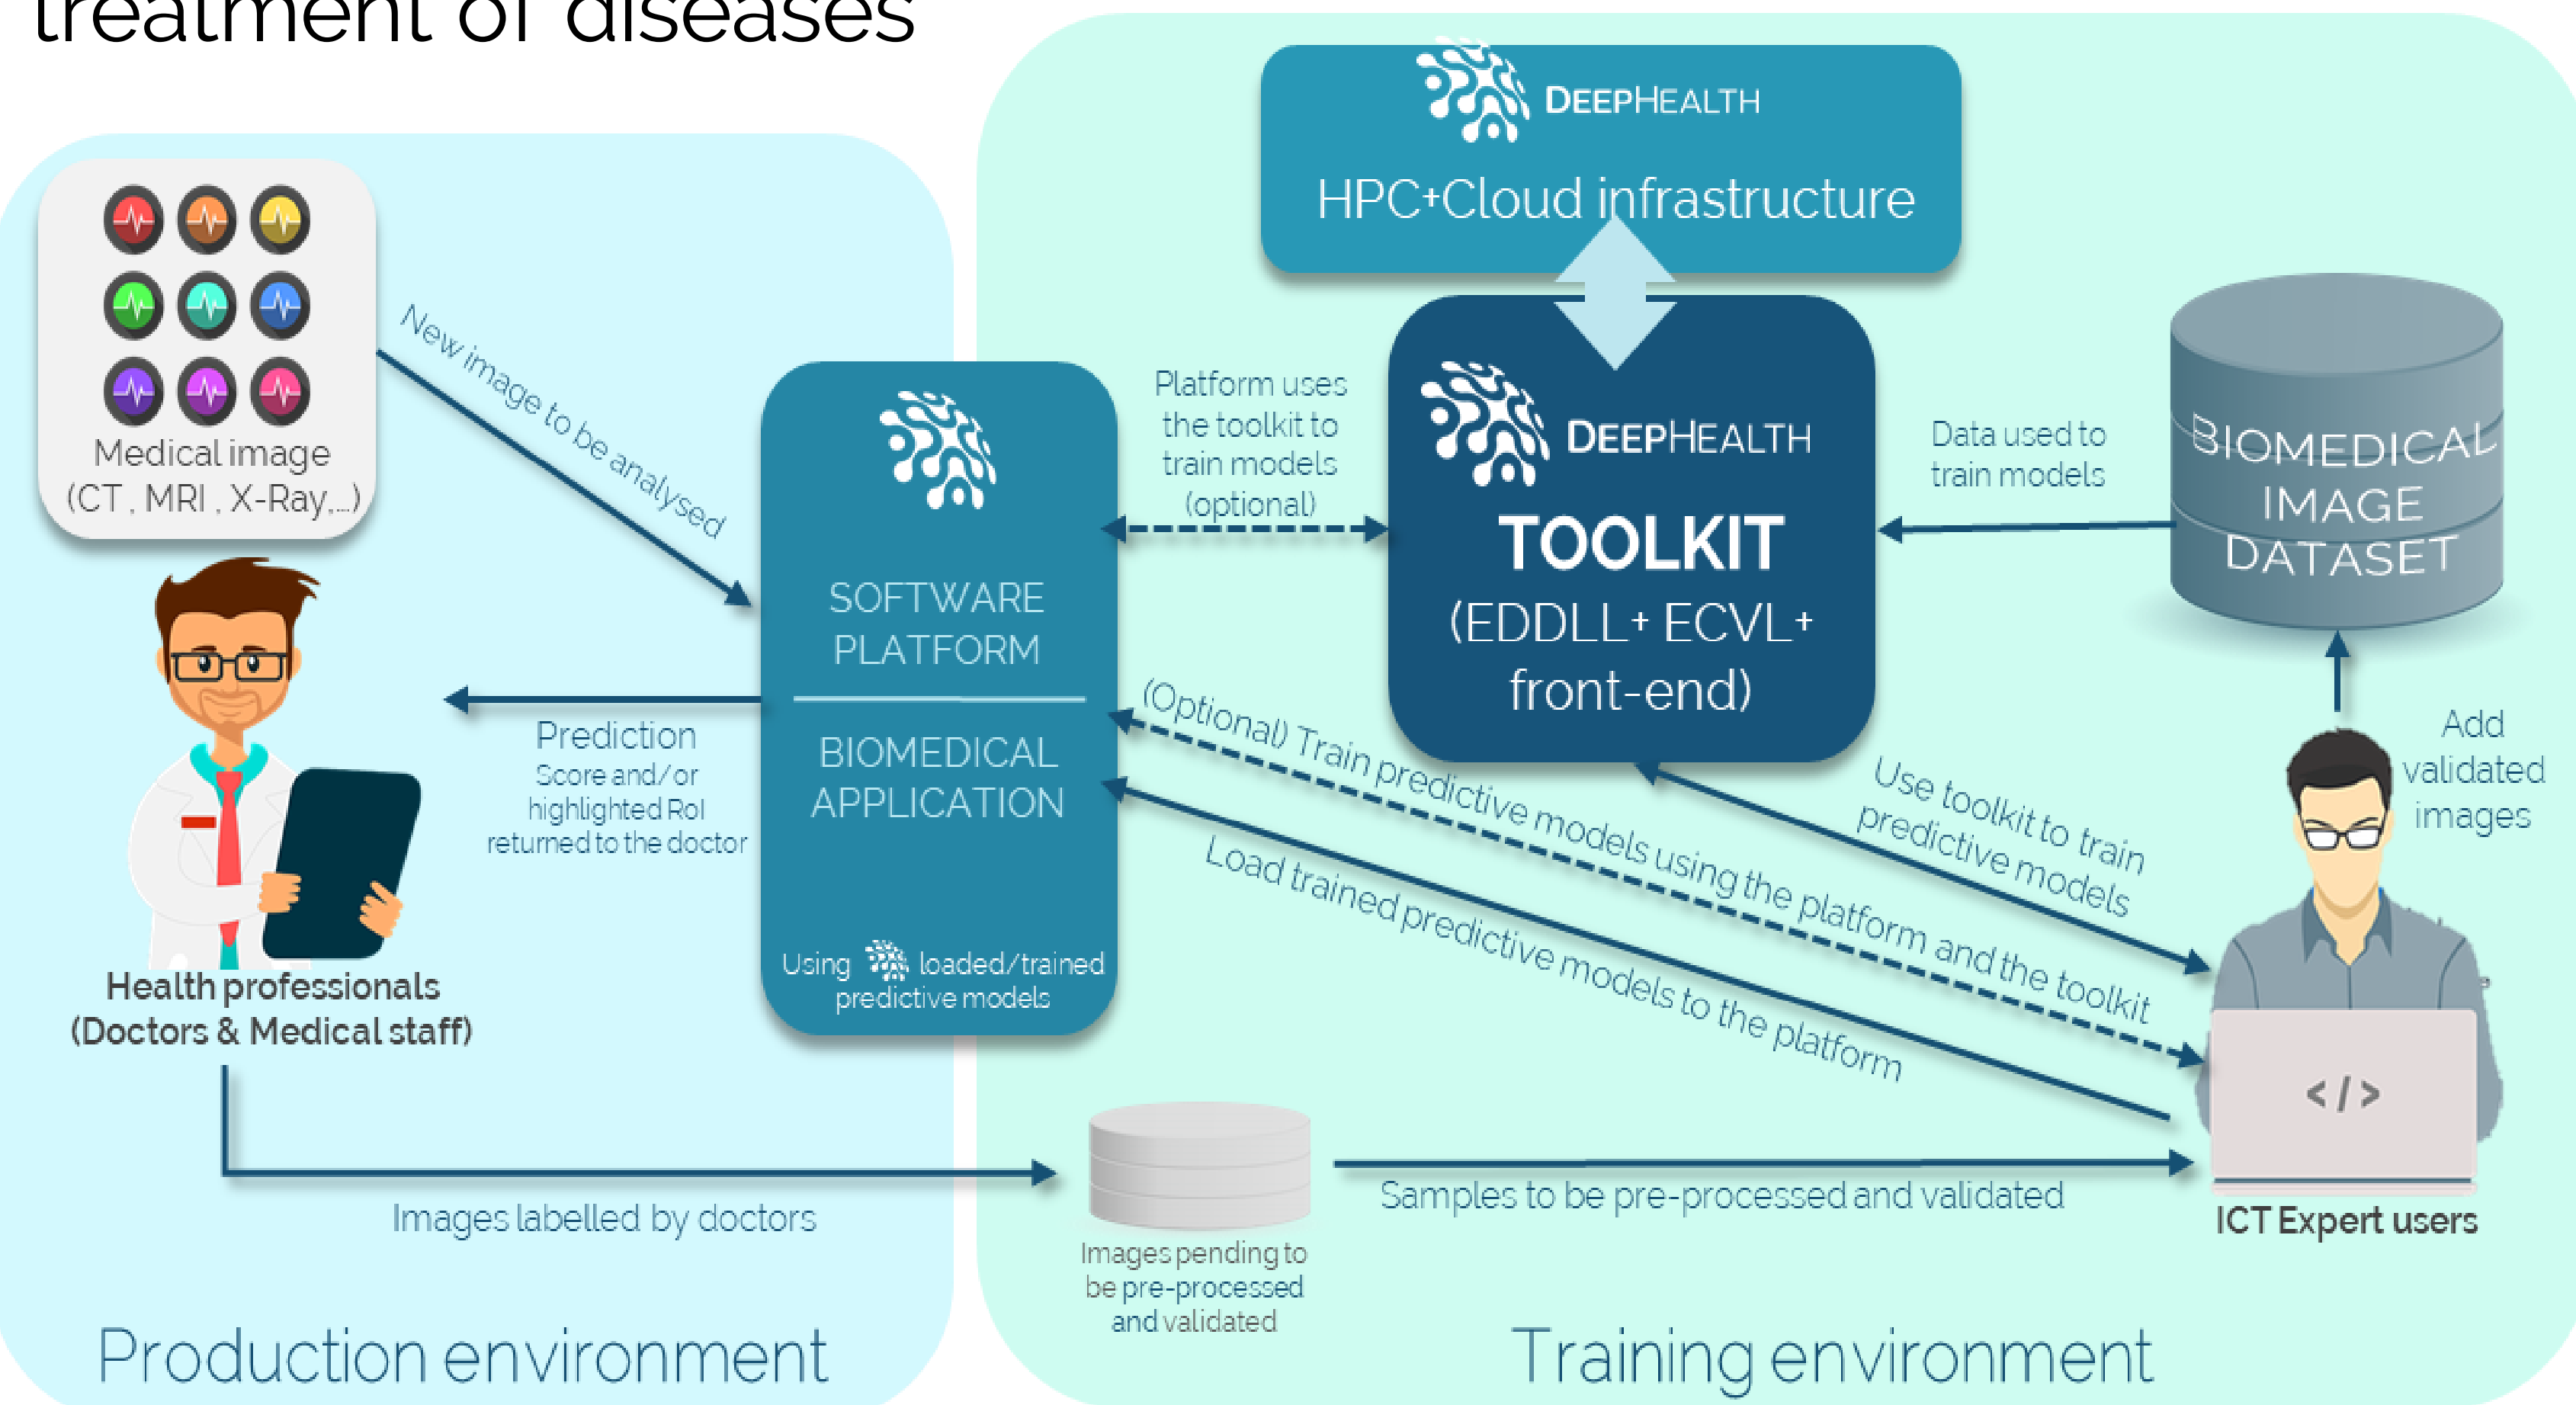 treatment of diseases
DEEPHEALTH
HPC+Cloud infrastructure
Medical image
(CT , MRI , X-Ray,...)
New image to be analysed
Health professionals
(Doctors & Medical staff)
Prediction
Score and/or
highlighted RoI
returned to the doctor
SOFTWARE
PLATFORM
BIOMEDICAL
APPLICATION
Using loaded/trained
predictive models
Platform uses
the toolkit to
train models
(optional)
DEEPHEALTH
TOOLKIT
(EDDLL+ ECVL+
front-end)
Data used to
train models
BIOMEDICAL
IMAGE
DATASET
Add
validated
images
Use toolkit to train
predictive models
(Optional) Train predictive models using the platform and the toolkit
Load trained predictive models to the platform
</>
ICT Expert users
Images labelled by doctors
Images pending to
be pre-processed
and validated
Samples to be pre-processed and validated
Production environment
Training environment